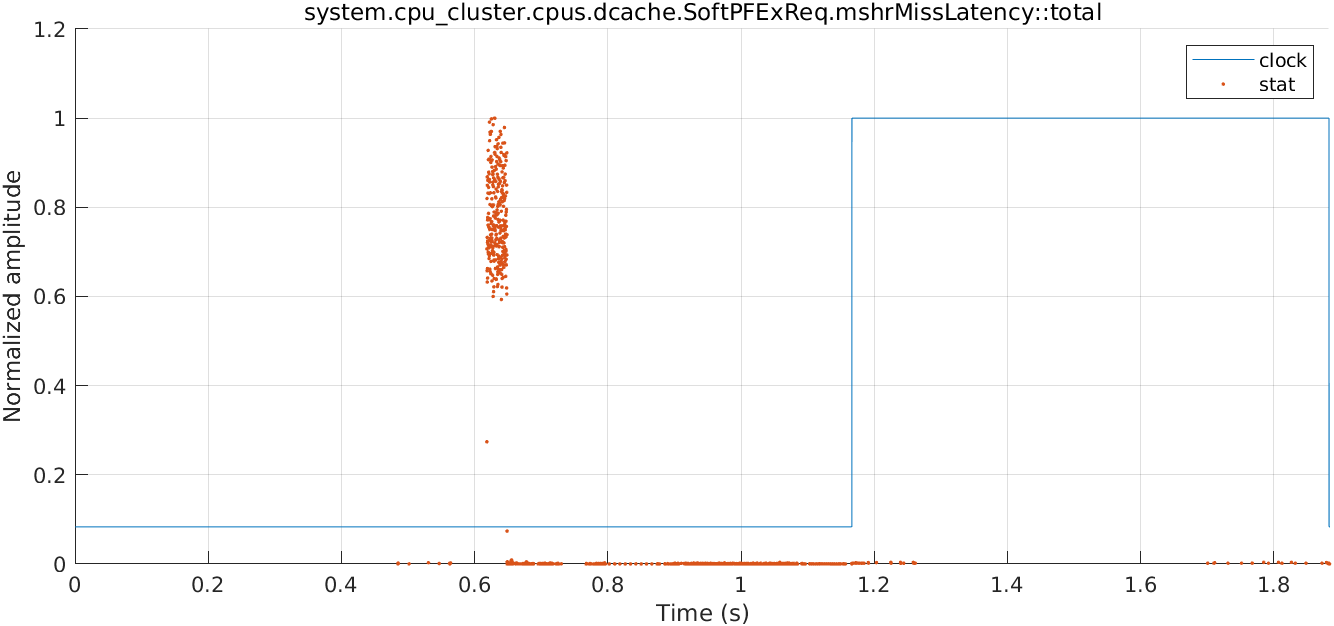 system.cpu_cluster.cpus.dcache.SoftPFExReq.mshrMissLatency::total
1.2
1
0.8
0.6
0.4
0.2
0
Normalized amplitude
clock
stat
0 0.2 0.4 0.6 0.8 1 1.2 1.4 1.6 1.8
Time (s)